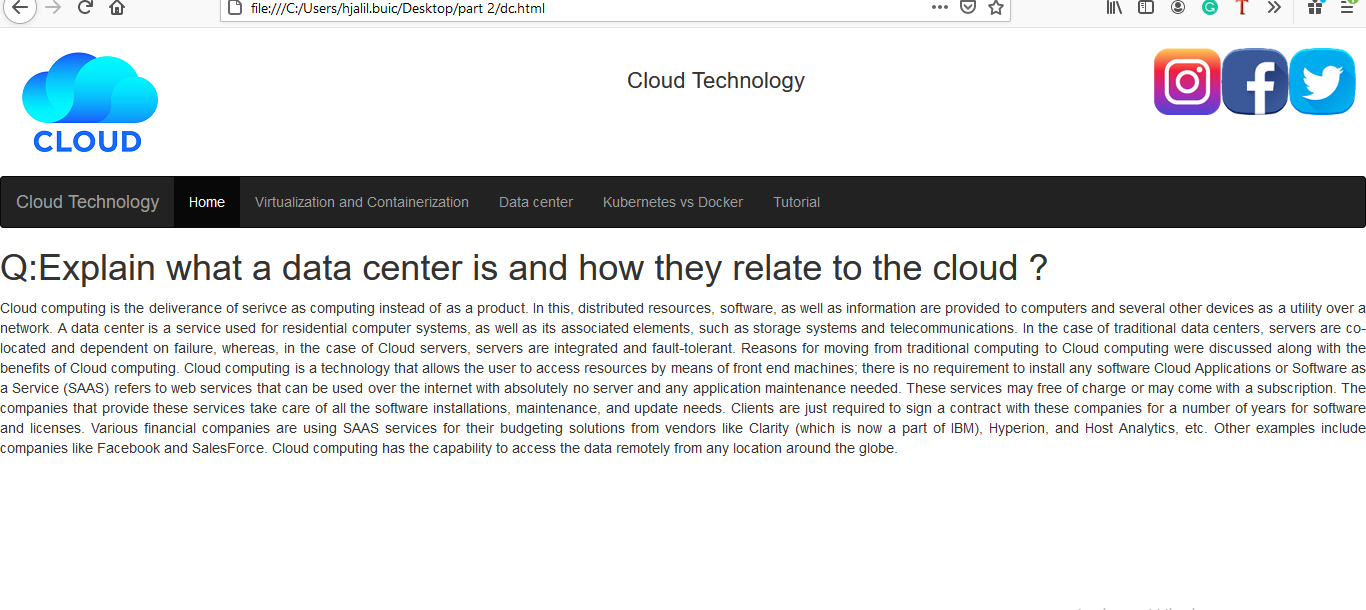 file:///C:/Users/hjalil.buic/Desktop/part 2/dc.html
CLOUD
Cloud Technology
Cloud Technology Home Virtualization and Containerization Data center Kubernetes vs Docker Tutorial
Q:Explain what a data center is and how they relate to the cloud ?
Cloud computing is the deliverance of serivce as computing instead of as a product. In this, distributed resources, software, as well as information are provided to computers and several other devices as a utility over a
network. A data center is a service used for residential computer systems, as well as its associated elements, such as storage systems and telecommunications. In the case of traditional data centers, servers are co-
located and dependent on failure, whereas, in the case of Cloud servers, servers are integrated and fault-tolerant. Reasons for moving from traditional computing to Cloud computing were discussed along with the
benefits of Cloud computing. Cloud computing is a technology that allows the user to access resources by means of front end machines; there is no requirement to install any software Cloud Applications or Software as
a Service (SAAS) refers to web services that can be used over the internet with absolutely no server and any application maintenance needed. These services may free of charge or may come with a subscription. The
companies that provide these services take care of all the software installations, maintenance, and update needs. Clients are just required to sign a contract with these companies for a number of years for software
and licenses. Various financial companies are using SAAS services for their budgeting solutions from vendors like Clarity (which is now a part of IBM), Hyperion, and Host Analytics, etc. Other examples include
companies like Facebook and SalesForce. Cloud computing has the capability to access the data remotely from any location around the globe.